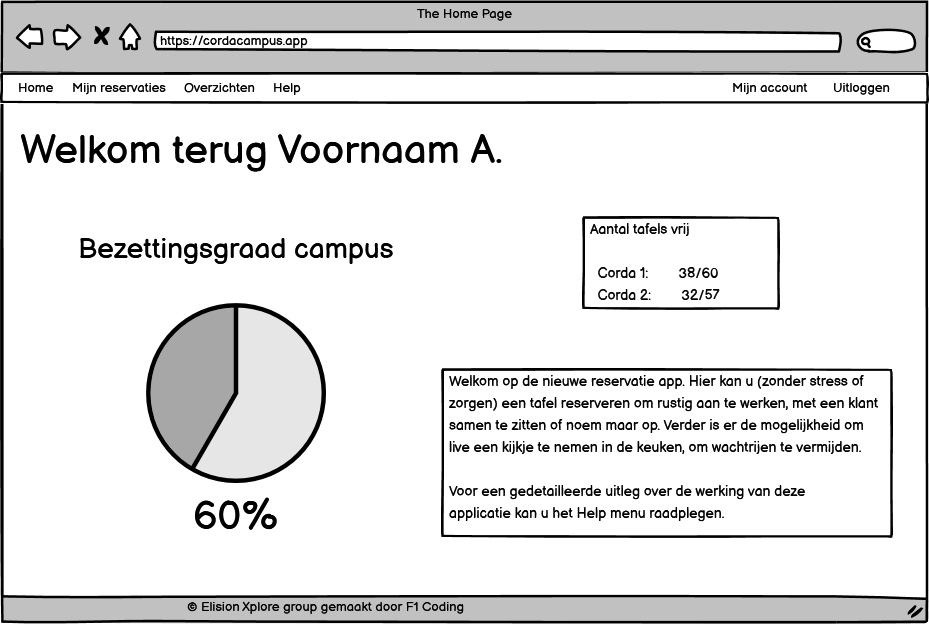 The Home Page
https://cordacampus.app
Home Mijn reservaties Overzichten Help Mijn account Uitloggen
Welkom terug Voornaam A.
Bezettingsgraad campus
60%
Aantal tafels vrij
Corda 1: 38/60
Corda 2: 32/57
Welkom op de nieuwe reservatie app. Hier kan u (zonder stress of
zorgen) een tafel reserveren om rustig aan te werken, met een klant
samen te zitten of noem maar op. Verder is er de mogelijkheid om
live een kijkje te nemen in de keuken, om wachtrijen te vermijden.
Voor een gedetailleerde uitleg over de werking van deze
applicatie kan u het Help menu raadplegen.
© Elision Xplore group gemaakt door F1 Coding